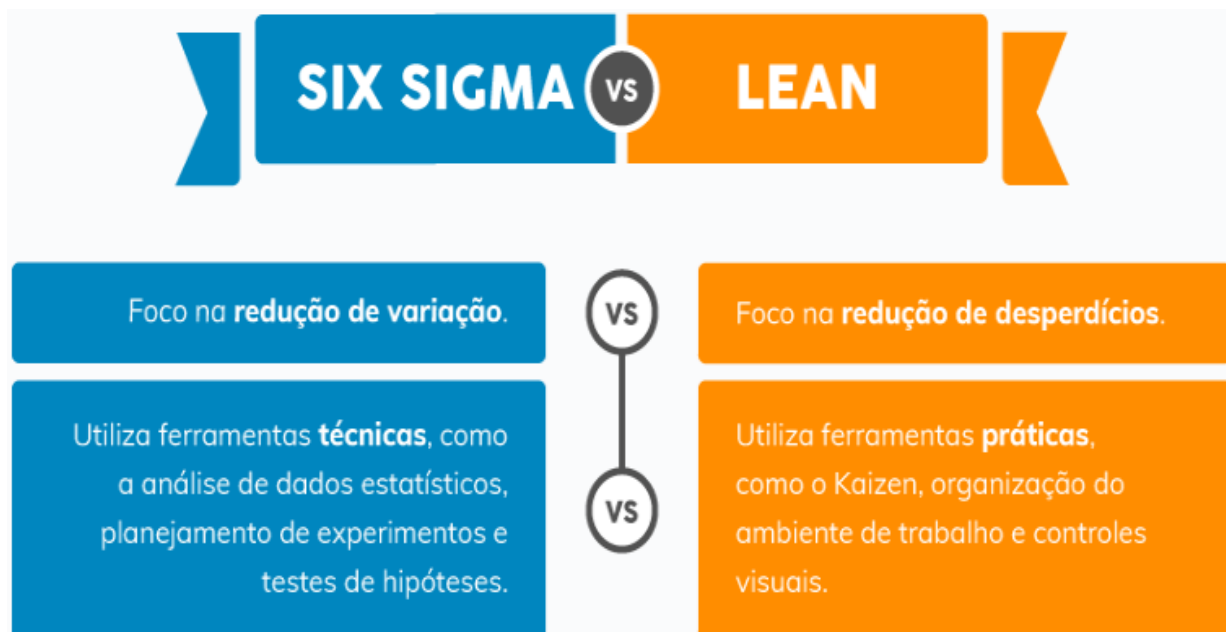 SIX SIGMA VS LEAN
Foco na redução de variação.
VS
Foco na redução de desperdícios.
Utiliza ferramentas técnicas, como
a análise de dados estatísticos,
planejamento de experimentos e
testes de hipóteses.
VS
Utiliza ferramentas práticas,
como o Kaizen, organização do
ambiente de trabalho e controles
visuais.